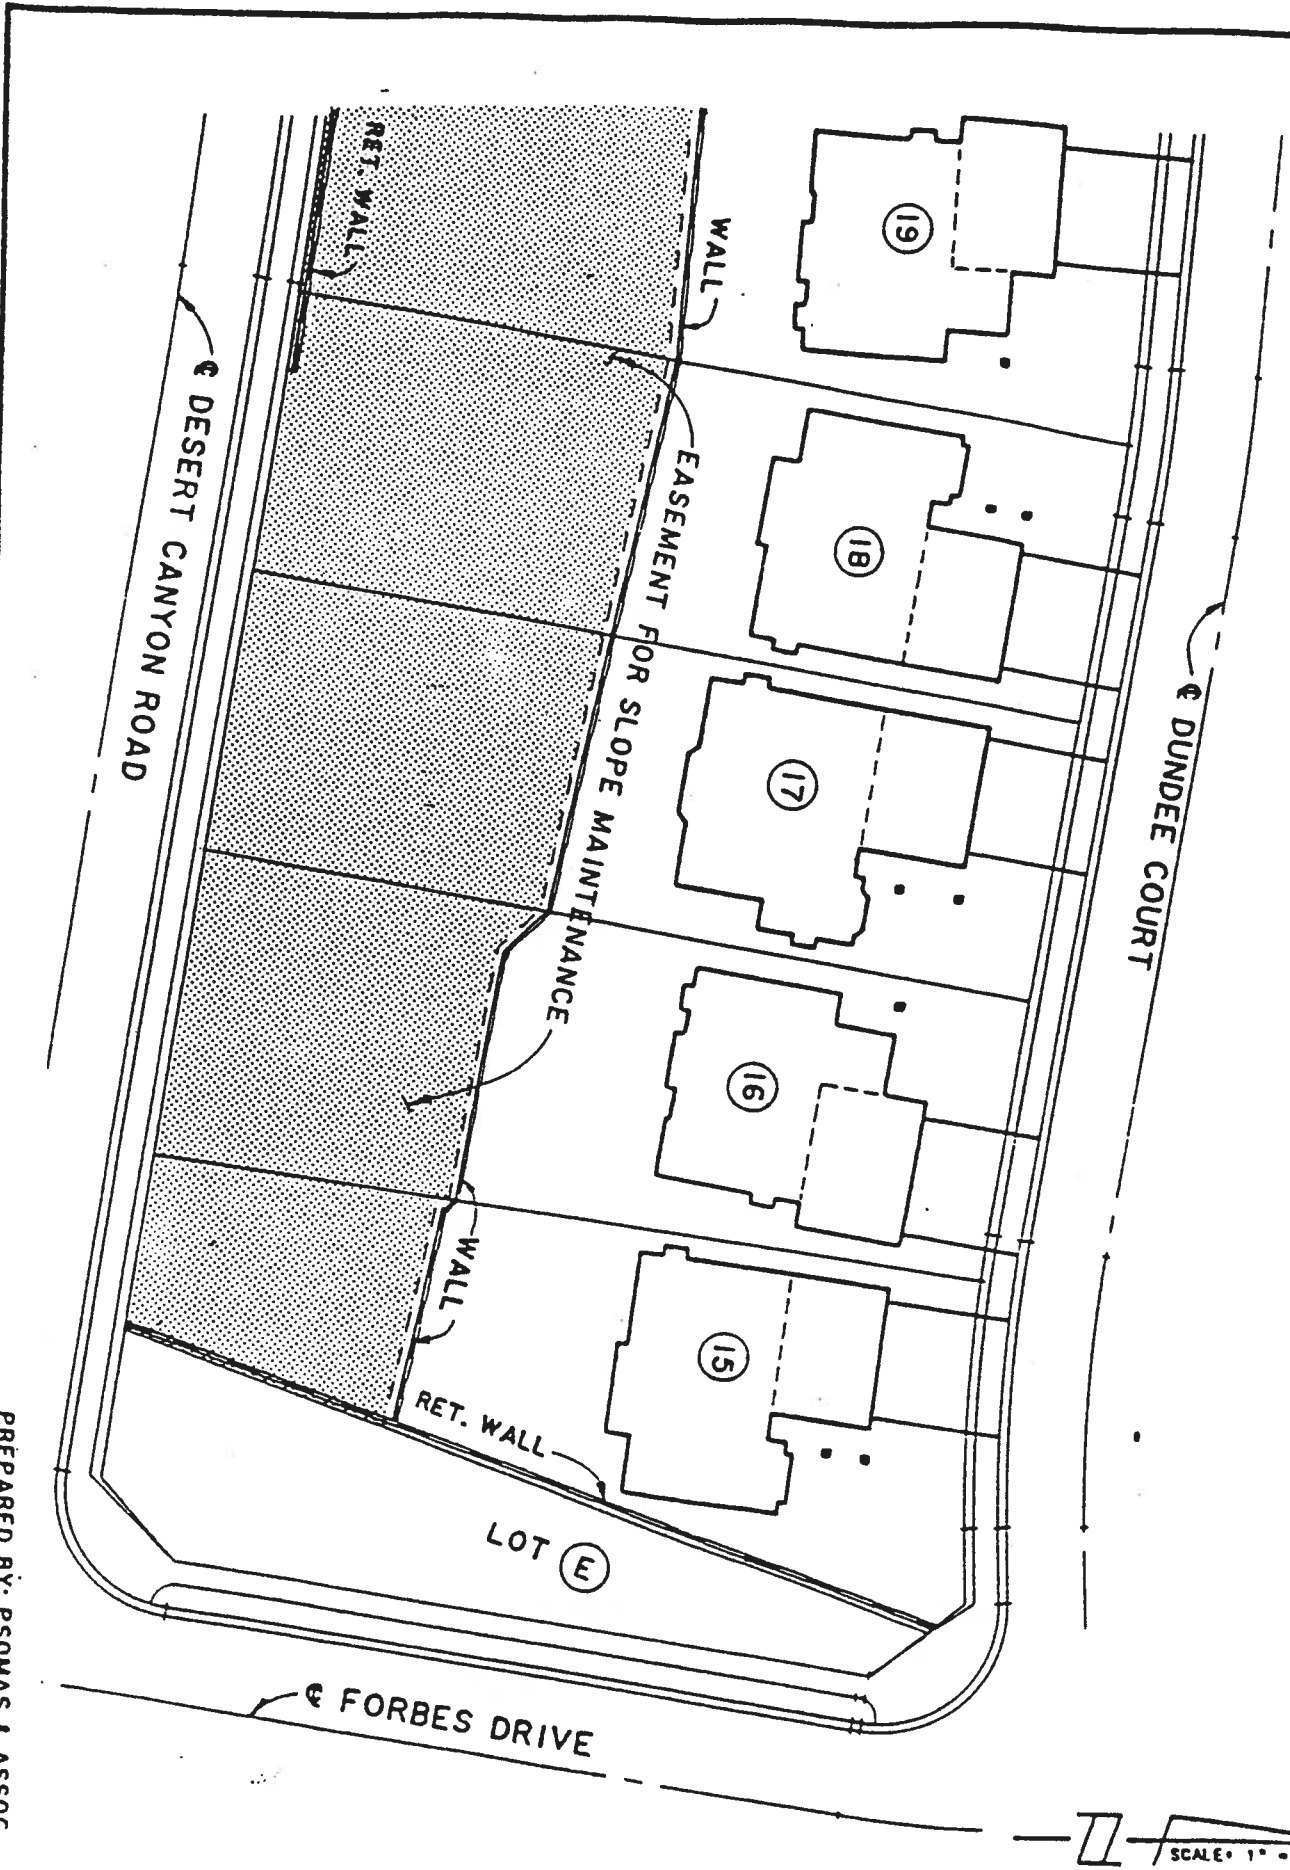 19
WALL
RET. WALL
℄ DESERT CANYON ROAD
EASEMENT FOR SLOPE MAINTENANCE
18
℄ DUNDEE COURT
17
16
WALL
15
RET. WALL
LOT E
℄ FORBES DRIVE
PREPARED BY: PSOMAS & ASSOC
Z
SCALE: 1" =